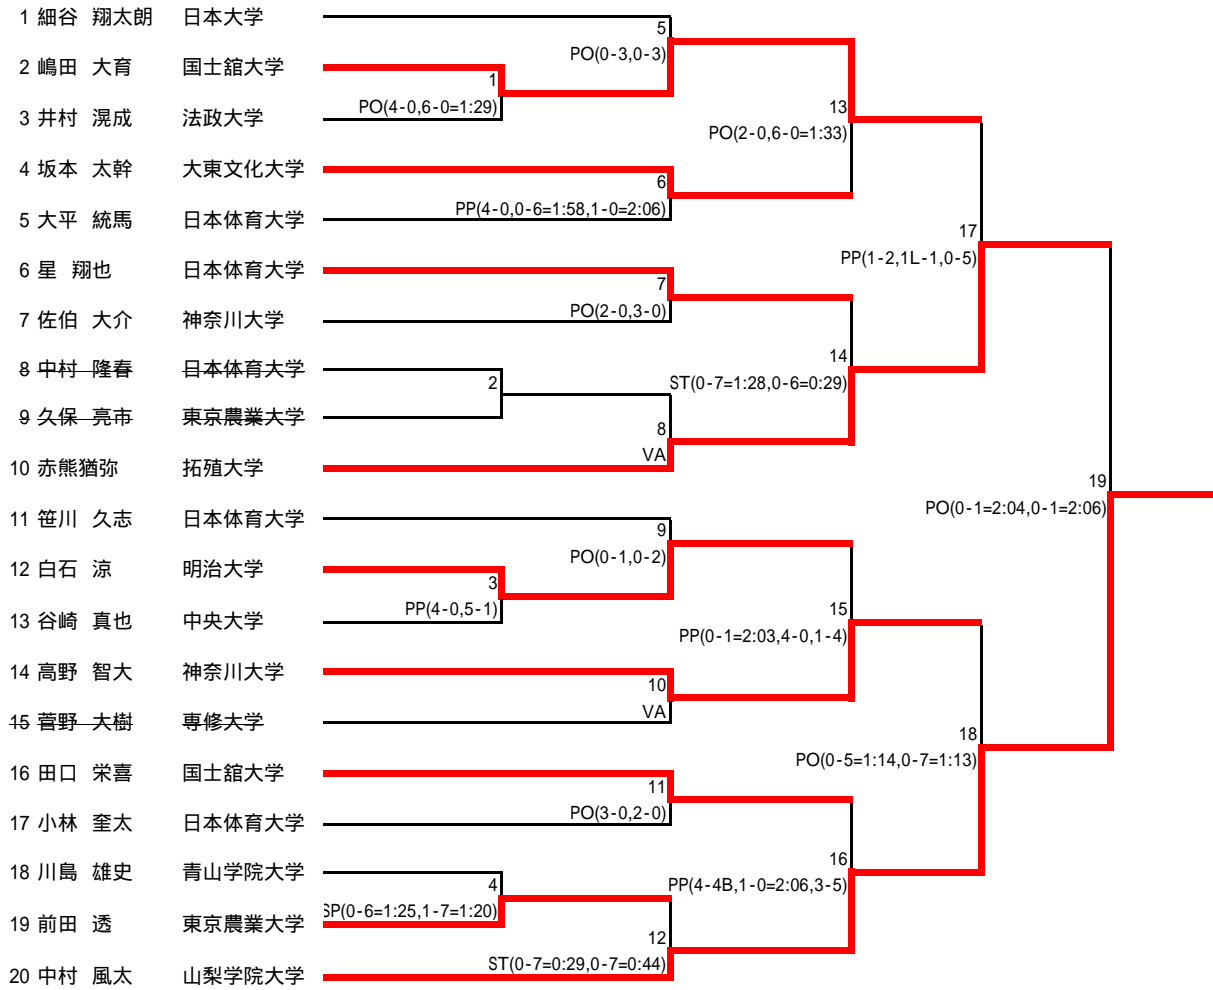 1 細谷 翔太朗 日本大学
5
PO(0-3,0-3)
2 嶋田 大育 国士舘大学
1
PO(4-0,6-0=1:29)
3 井村 滉成 法政大学
13
PO(2-0,6-0=1:33)
4 坂本 太幹 大東文化大学
6
PP(4-0,0-6=1:58,1-0=2:06)
5 大平 統馬 日本体育大学
17
PP(1-2,1L-1,0-5)
6 星 翔也 日本体育大学
7
PO(2-0,3-0)
7 佐伯 大介 神奈川大学
14
ST(0-7=1:28,0-6=0:29)
8 中村 隆春 日本体育大学
2
9 久保 亮市 東京農業大学
8
VA
10 赤熊猶弥 拓殖大学
19
PO(0-1=2:04,0-1=2:06)
11 笹川 久志 日本体育大学
9
PO(0-1,0-2)
12 白石 涼 明治大学
3
PP(4-0,5-1)
13 谷崎 真也 中央大学
15
PP(0-1=2:03,4-0,1-4)
14 高野 智大 神奈川大学
10
VA
15 菅野 大樹 専修大学
18
PO(0-5=1:14,0-7=1:13)
16 田口 栄喜 国士舘大学
11
PO(3-0,2-0)
17 小林 奎太 日本体育大学
16
PP(4-4B,1-0=2:06,3-5)
18 川島 雄史 青山学院大学
4
SP(0-6=1:25,1-7=1:20)
19 前田 透 東京農業大学
12
ST(0-7=0:29,0-7=0:44)
20 中村 風太 山梨学院大学